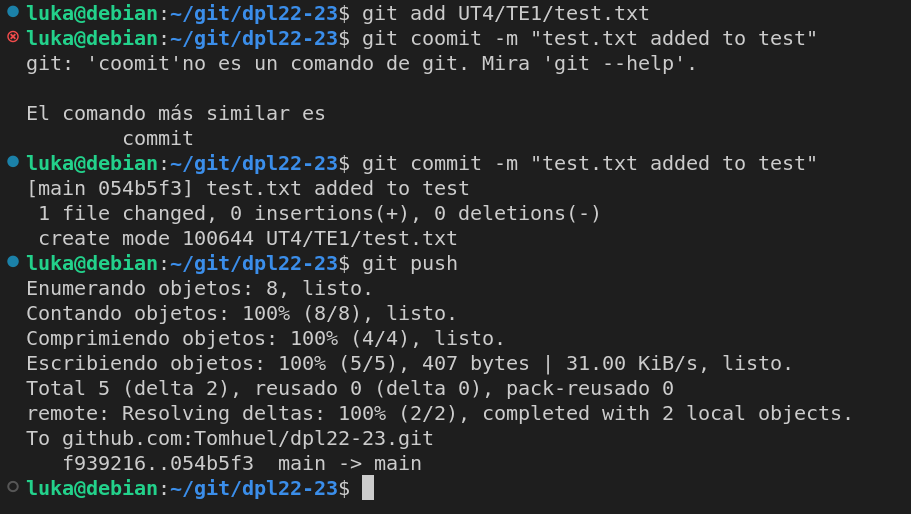 luka@debian:~/git/dpl22-23$ git add UT4/TE1/test.txt
luka@debian:~/git/dpl22-23$ git coomit -m "test.txt added to test"
git: 'coomit'no es un comando de git. Mira 'git --help'.
El comando más similar es
commit
luka@debian:~/git/dpl22-23$ git commit -m "test.txt added to test"
[main 054b5f3] test.txt added to test
1 file changed, 0 insertions(+), 0 deletions(-)
create mode 100644 UT4/TE1/test.txt
luka@debian:~/git/dpl22-23$ git push
Enumerando objetos: 8, listo.
Contando objetos: 100% (8/8), listo.
Comprimiendo objetos: 100% (4/4), listo.
Escribiendo objetos: 100% (5/5), 407 bytes | 31.00 KiB/s, listo.
Total 5 (delta 2), reusado 0 (delta 0), pack-reusado 0
remote: Resolving deltas: 100% (2/2), completed with 2 local objects.
To github.com:Tomhuel/dpl22-23.git
f939216..054b5f3  main -> main
luka@debian:~/git/dpl22-23$